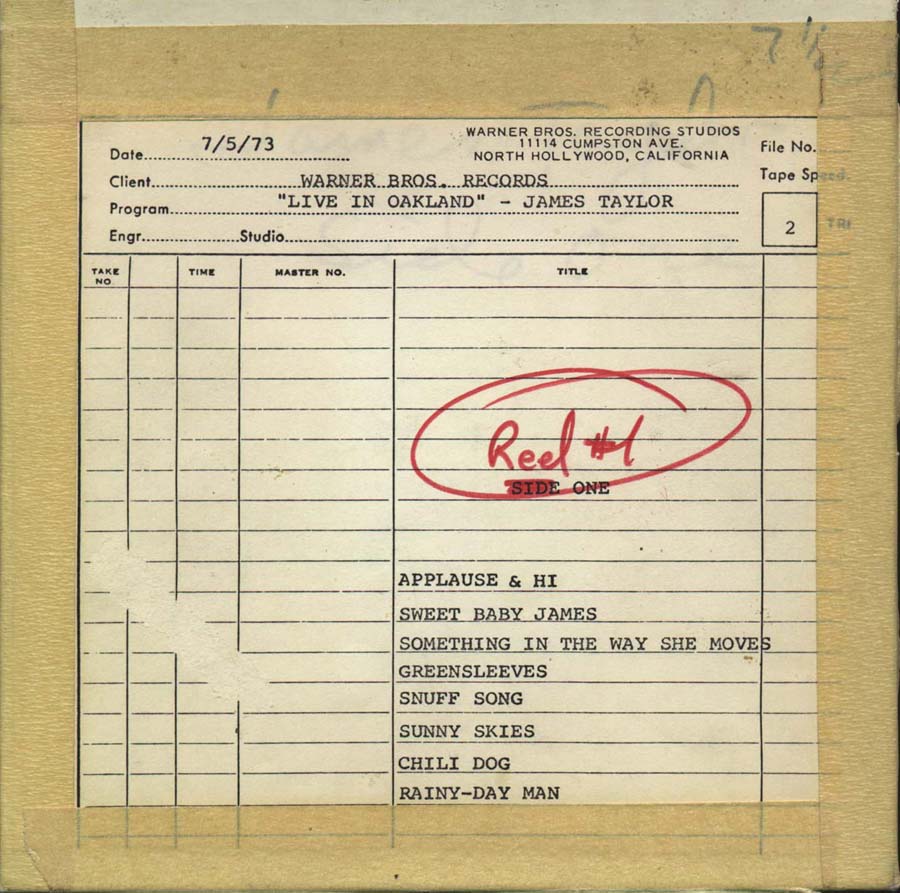 7 1/2
WARNER BROS. RECORDING STUDIOS
11114 CUMPSTON AVE.
NORTH HOLLYWOOD, CALIFORNIA
File No.
Date 7/5/73
Tape Speed.
Client WARNER BROS. RECORDS
Program "LIVE IN OAKLAND" - JAMES TAYLOR
2
Engr. Studio
TAKE NO. TIME MASTER NO. TITLE
Reel #1
SIDE ONE
APPLAUSE & HI
SWEET BABY JAMES
SOMETHING IN THE WAY SHE MOVES
GREENSLEEVES
SNUFF SONG
SUNNY SKIES
CHILI DOG
RAINY-DAY MAN